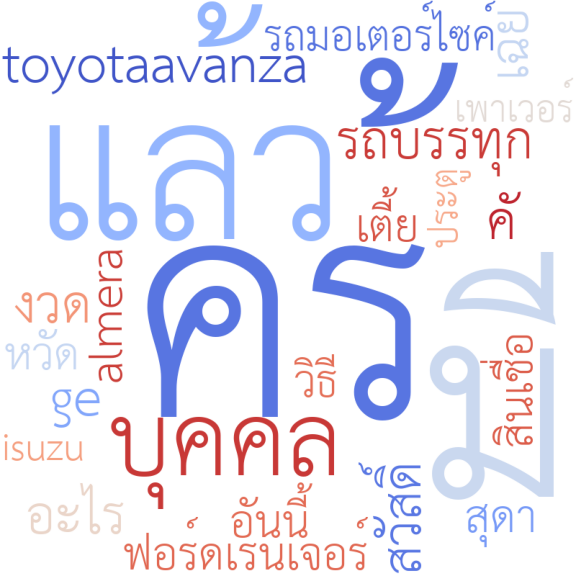 รถมอเตอร์ไซค์
เฉย
toyotaavanza
เพาเวอร์
แล้ว
รถบรรทุก
ประตู
เตี้ย
คั
ครั
มี
almera
งวด
หวัด
สินเชื่อ
วิธี
ge
บุคคล
isuzu
สวัสดี
อะไร
อันนี้
สุดา
ฟอร์ดเรนเจอร์